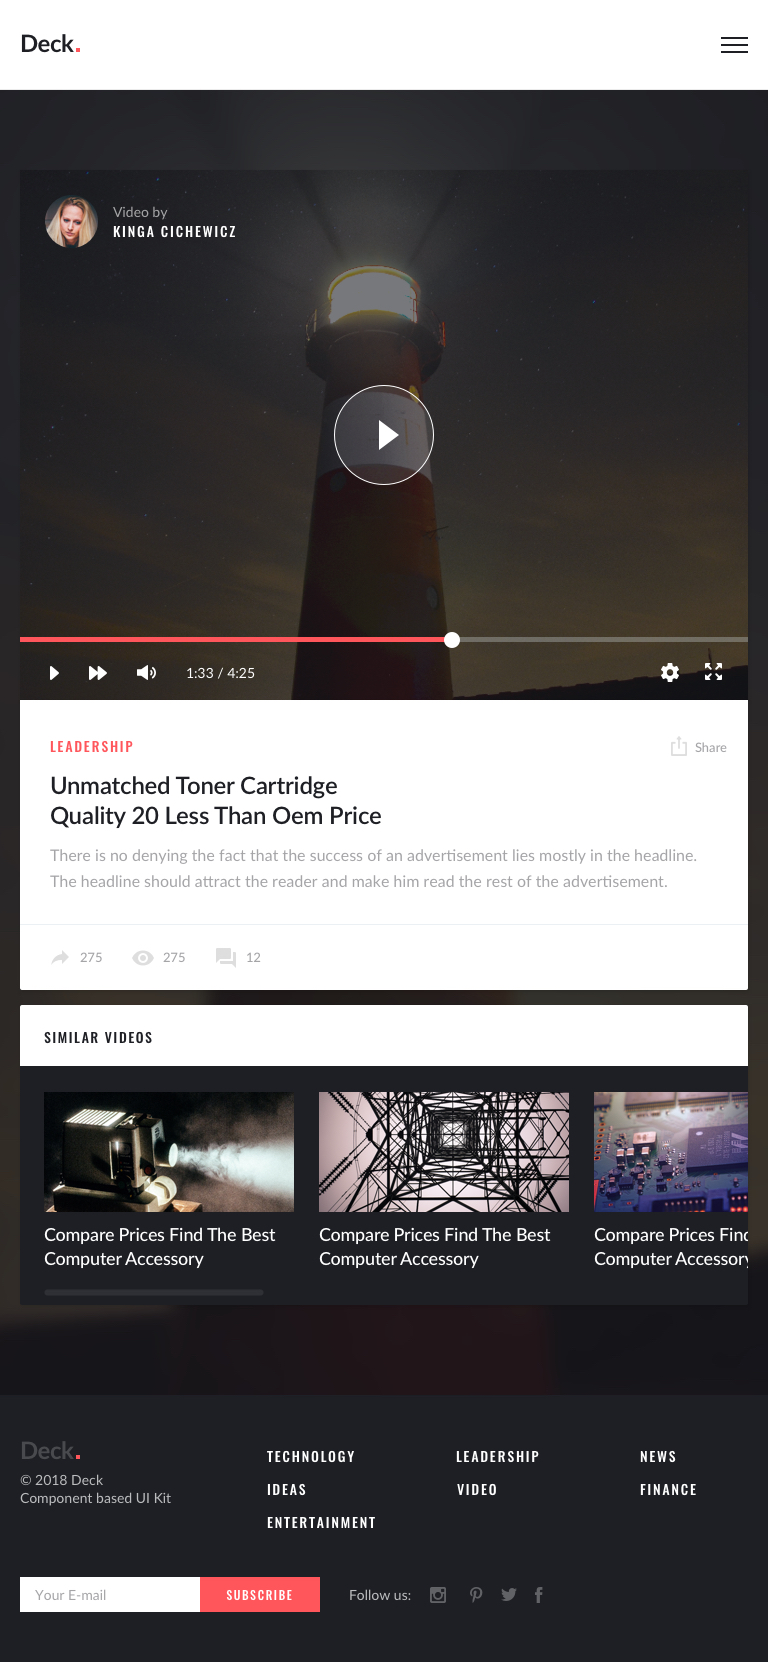 Deck.
Video by
KINGA CICHEWICZ
1:33 / 4:25
LEADERSHIP
Share
Unmatched Toner Cartridge
Quality 20 Less Than Oem Price
There is no denying the fact that the success of an advertisement lies mostly in the headline.
The headline should attract the reader and make him read the rest of the advertisement.
275
275
12
SIMILAR VIDEOS
Compare Prices Find The Best
Computer Accessory
Compare Prices Find The Best
Computer Accessory
Compare Prices Find
Computer Accessory
Deck.
© 2018 Deck
Component based UI Kit
TECHNOLOGY
LEADERSHIP
NEWS
IDEAS
VIDEO
FINANCE
ENTERTAINMENT
Your E-mail
SUBSCRIBE
Follow us: